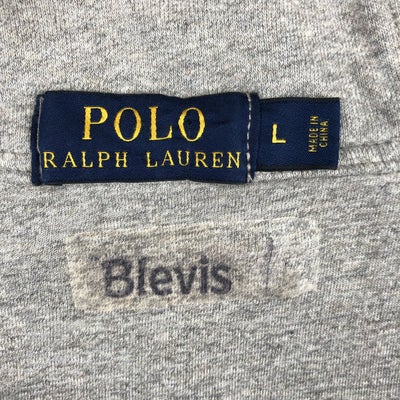 POLO
RALPH LAUREN
L
MADE IN
CHINA
Blevis